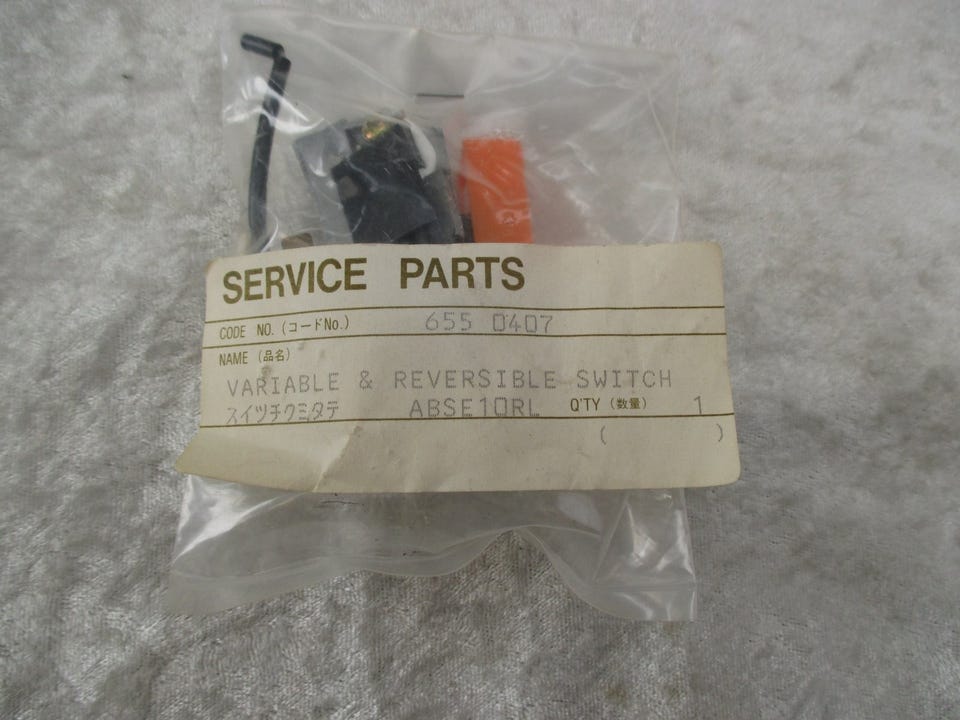 SERVICE PARTS
CODE NO. (コードNo.) 655 0407
NAME (品名)
VARIABLE & REVERSIBLE SWITCH
スイツチクミタテ ABSE10RL Q'TY (数量) 1
( )